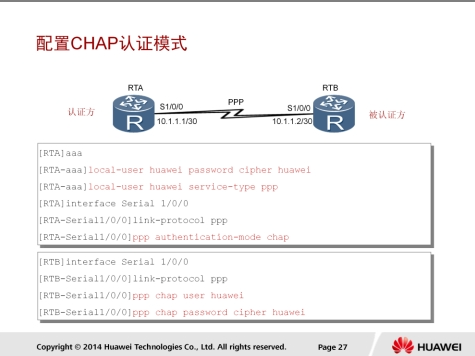 配置CHAP认证模式
RTA
RTB
认证方
S1/0/0
PPP
S1/0/0
被认证方
R
10.1.1.1/30
10.1.1.2/30
R
[RTA]aaa
[RTA-aaa]local-user huawei password cipher huawei
[RTA-aaa]local-user huawei service-type ppp
[RTA]interface Serial 1/0/0
[RTA-Serial1/0/0]link-protocol ppp
[RTA-Serial1/0/0]ppp authentication-mode chap
[RTB]interface Serial 1/0/0
[RTB-Serial1/0/0]link-protocol ppp
[RTB-Serial1/0/0]ppp chap user huawei
[RTB-Serial1/0/0]ppp chap password cipher huawei
Copyright © 2014 Huawei Technologies Co., Ltd. All rights reserved.
Page 27
HUAWEI